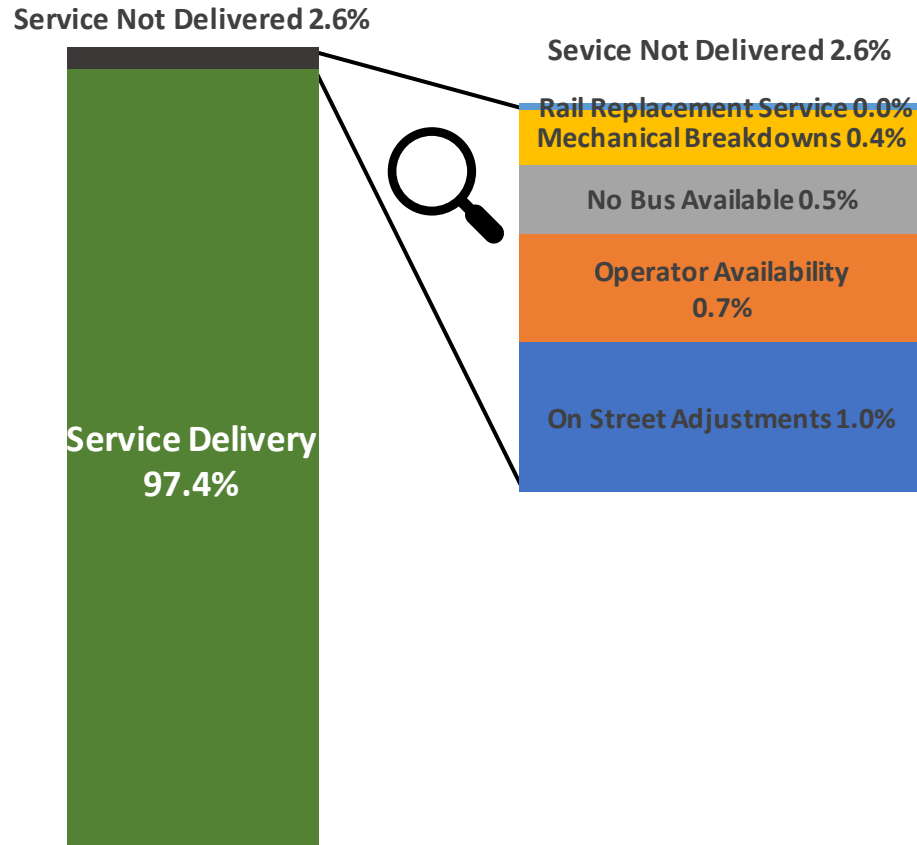 Service Not Delivered 2.6%
Service Delivery
97.4%
Sevice Not Delivered 2.6%
Rail Replacement Service 0.0%
Mechanical Breakdowns 0.4%
No Bus Available 0.5%
Operator Availability
0.7%
On Street Adjustments 1.0%